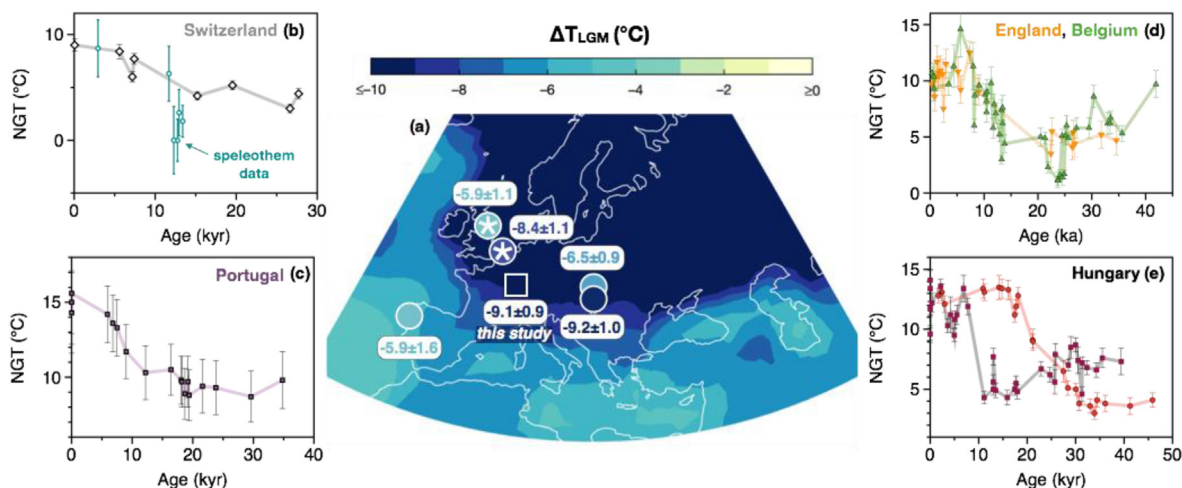 Switzerland (b)
NGT (°C)
10
0
speleothem
data
0
10
20
30
Age (kyr)
ΔTLGM (°C)
≤-10
-8
-6
-4
-2
≥0
(a)
-5.9±1.1
-8.4±1.1
-6.5±0.9
-9.1±0.9
this study
-9.2±1.0
-5.9±1.6
England, Belgium (d)
NGT (°C)
15
10
5
0
0
10
20
30
40
Age (ka)
Portugal (c)
NGT (°C)
15
10
0
10
20
30
40
Age (kyr)
Hungary (e)
NGT (°C)
15
10
5
0
0
10
20
30
40
50
Age (kyr)